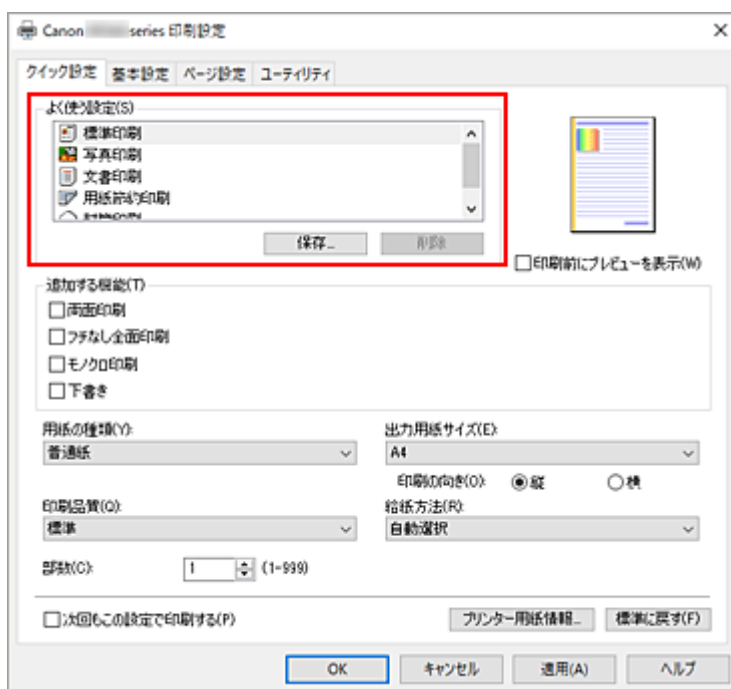 Canon series 印刷設定
クイック設定 基本設定 ページ設定 ユーティリティ
よく使う設定(S)
標準印刷
写真印刷
文書印刷
用紙節約印刷
保存...
削除
印刷前にプレビューを表示(W)
追加する機能(T)
両面印刷
フチなし全面印刷
モノクロ印刷
下書き
用紙の種類(Y):
普通紙
出力用紙サイズ(E):
A4
印刷の向き(O): 縦 横
印刷品質(Q):
標準
給紙方法(R):
自動選択
部数(C): 1 (1-999)
次回もこの設定で印刷する(P)
プリンター用紙情報... 標準に戻す(F)
OK キャンセル 適用(A) ヘルプ